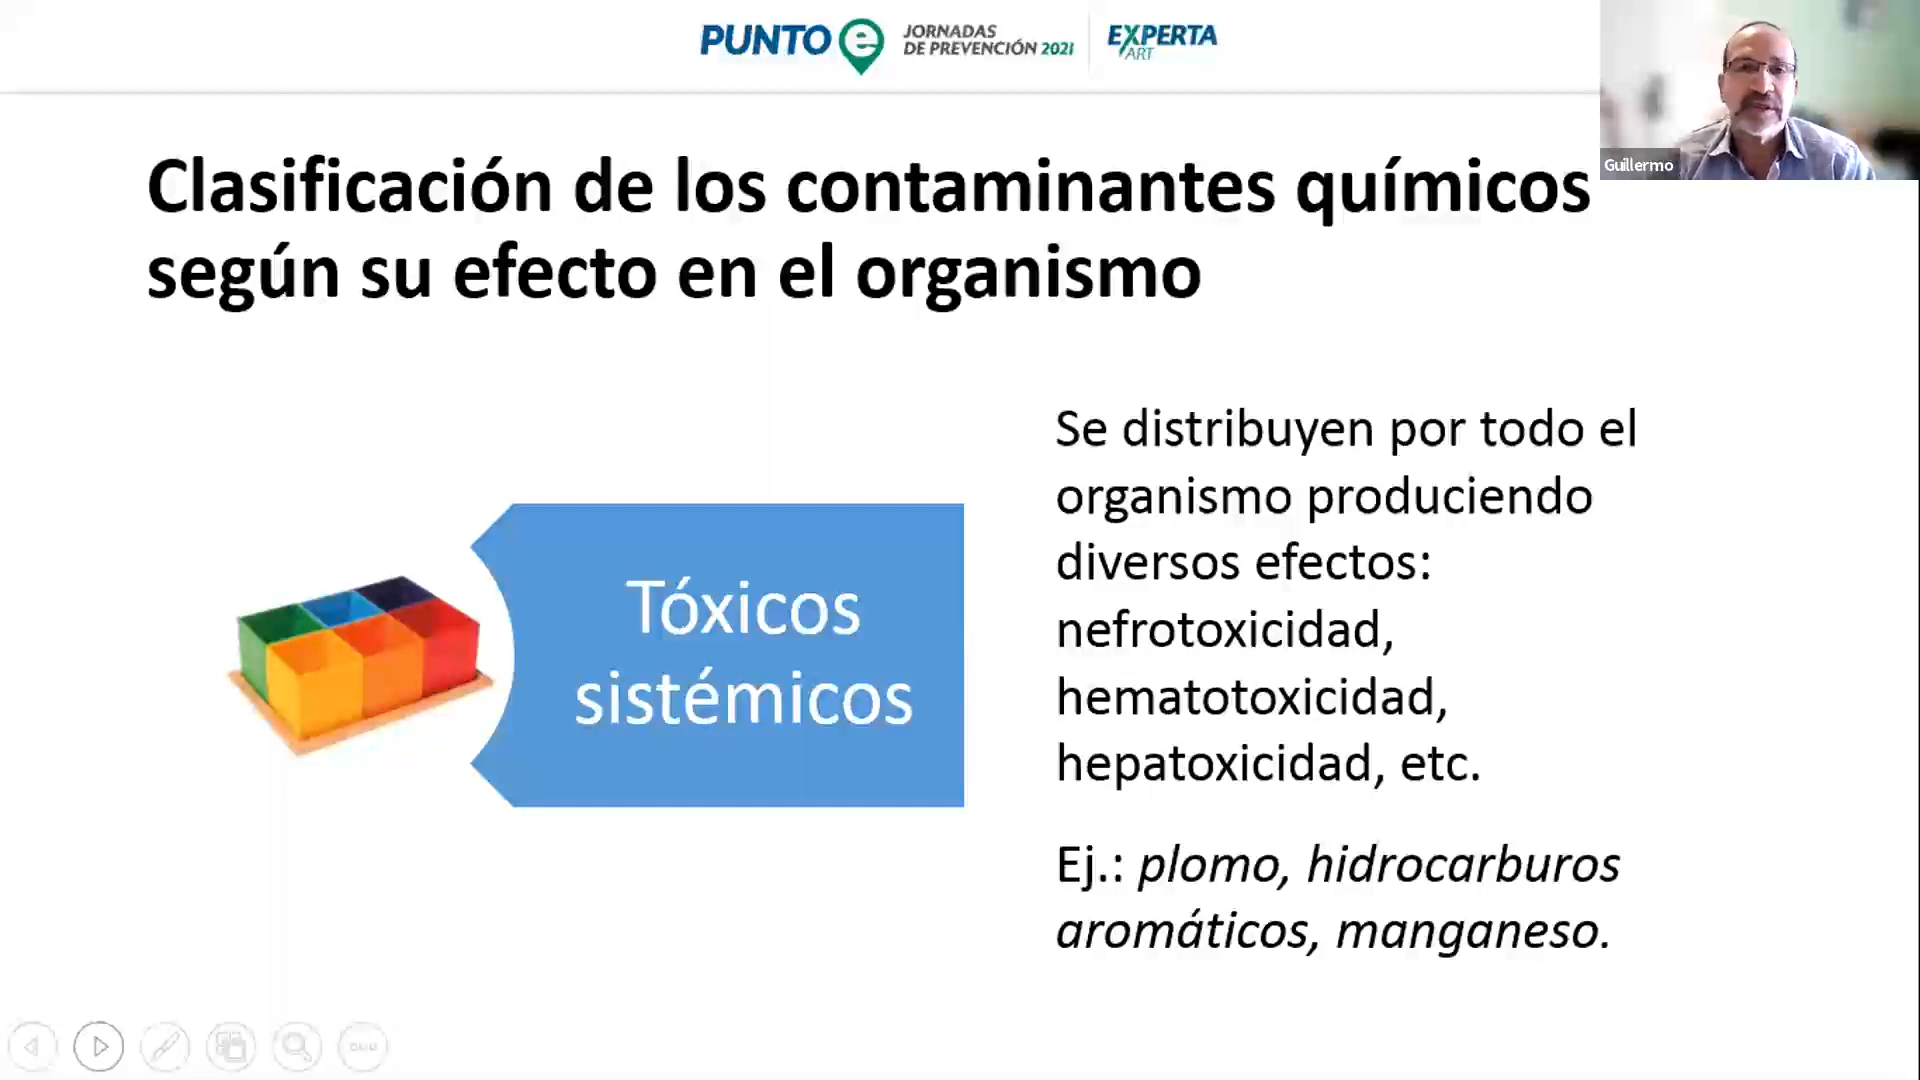 PUNTO e JORNADAS DE PREVENCIÓN 2021 EXPERTA ART
Guillermo
Clasificación de los contaminantes químicos
según su efecto en el organismo
Tóxicos
sistémicos
Se distribuyen por todo el
organismo produciendo
diversos efectos:
nefrotoxicidad,
hematotoxicidad,
hepatoxicidad, etc.
Ej.: plomo, hidrocarburos
aromáticos, manganeso.